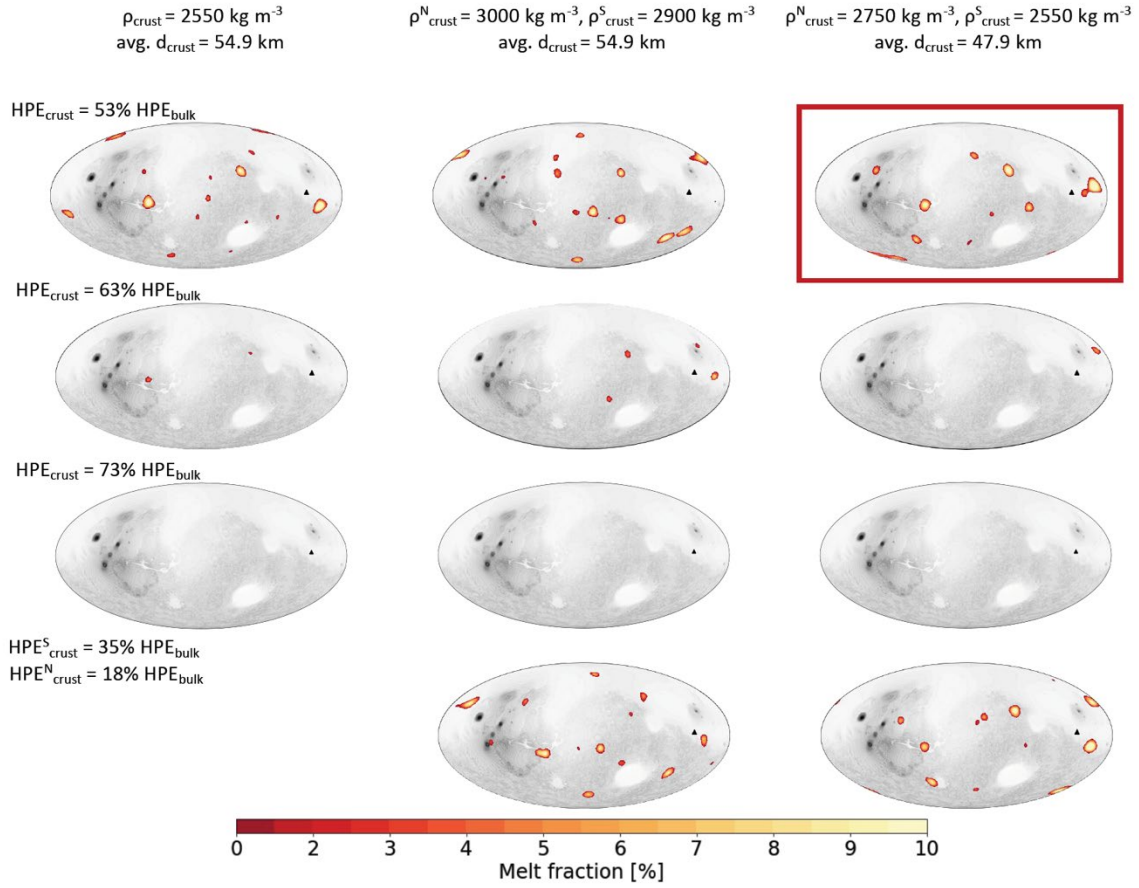 ρcrust = 2550 kg m⁻³
avg. dcrust = 54.9 km
ρᴺcrust = 3000 kg m⁻³, ρˢcrust = 2900 kg m⁻³
avg. dcrust = 54.9 km
ρᴺcrust = 2750 kg m⁻³, ρˢcrust = 2550 kg m⁻³
avg. dcrust = 47.9 km
HPEcrust = 53% HPEbulk
HPEcrust = 63% HPEbulk
HPEcrust = 73% HPEbulk
HPEˢcrust = 35% HPEbulk
HPEᴺcrust = 18% HPEbulk
0 2 3 4 5 6 7 8 9 10
Melt fraction [%]